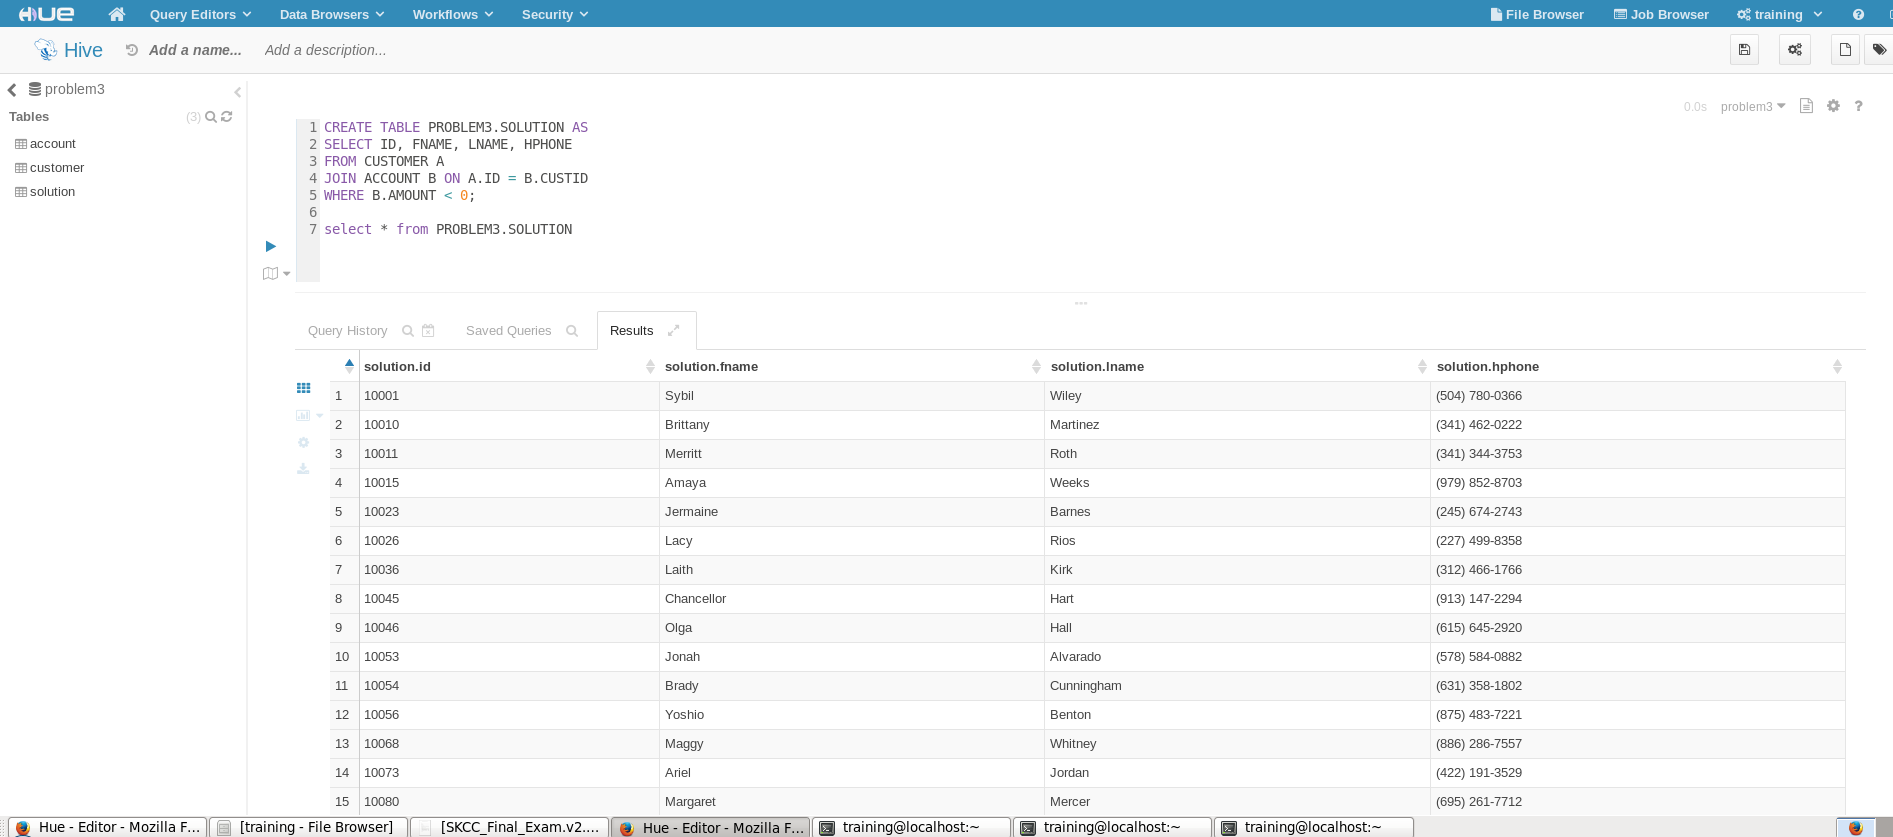 HUE Query Editors Data Browsers Workflows Security File Browser Job Browser training ?
Hive Add a name... Add a description...
problem3
Tables (3)
account
customer
solution
0.0s problem3 ?
1 CREATE TABLE PROBLEM3.SOLUTION AS
2 SELECT ID, FNAME, LNAME, HPHONE
3 FROM CUSTOMER A
4 JOIN ACCOUNT B ON A.ID = B.CUSTID
5 WHERE B.AMOUNT < 0;
6
7 select * from PROBLEM3.SOLUTION
Query History Saved Queries Results
solution.id solution.fname solution.lname solution.hphone
1 10001 Sybil Wiley (504) 780-0366
2 10010 Brittany Martinez (341) 462-0222
3 10011 Merritt Roth (341) 344-3753
4 10015 Amaya Weeks (979) 852-8703
5 10023 Jermaine Barnes (245) 674-2743
6 10026 Lacy Rios (227) 499-8358
7 10036 Laith Kirk (312) 466-1766
8 10045 Chancellor Hart (913) 147-2294
9 10046 Olga Hall (615) 645-2920
10 10053 Jonah Alvarado (578) 584-0882
11 10054 Brady Cunningham (631) 358-1802
12 10056 Yoshio Benton (875) 483-7221
13 10068 Maggy Whitney (886) 286-7557
14 10073 Ariel Jordan (422) 191-3529
15 10080 Margaret Mercer (695) 261-7712
Hue - Editor - Mozilla F... [training - File Browser] [SKCC_Final_Exam.v2.... Hue - Editor - Mozilla F... training@localhost:~ training@localhost:~ training@localhost:~